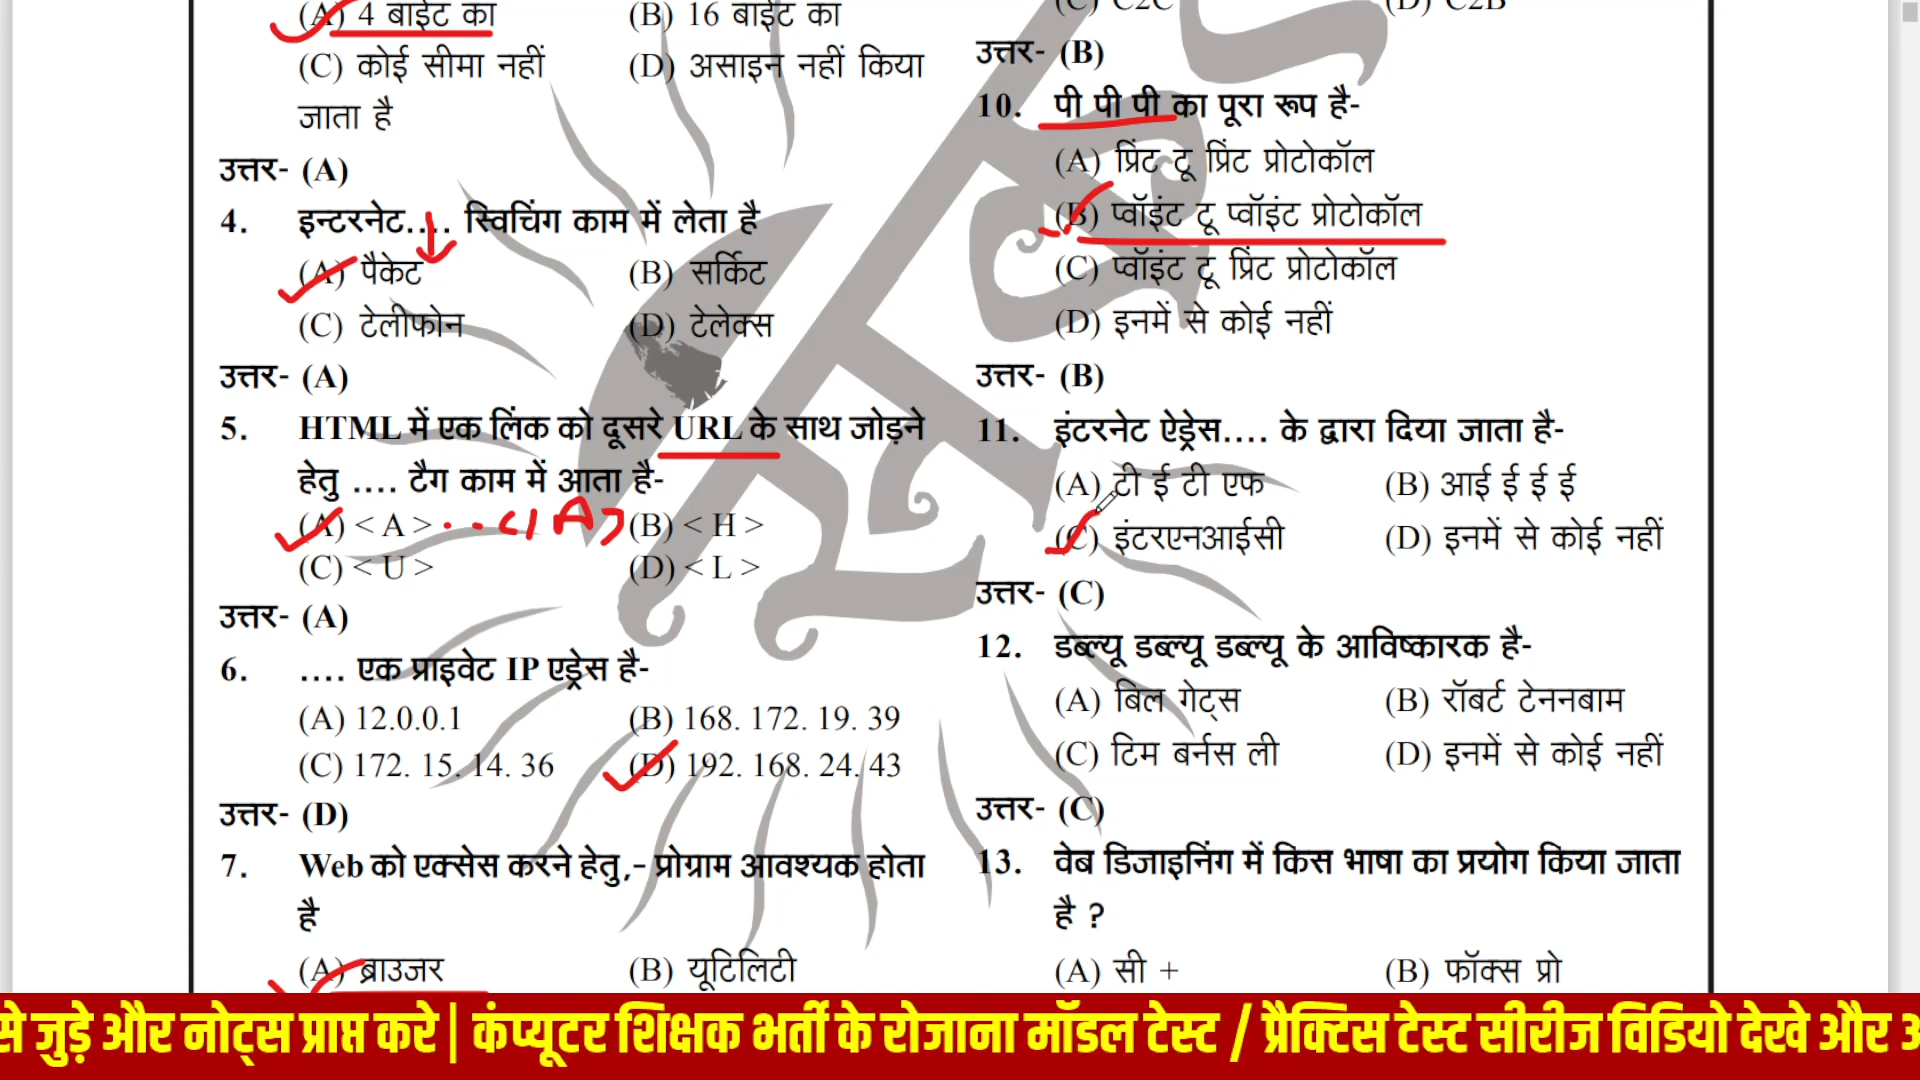 (A) 4 बाईट का (B) 16 बाईट का
(C) कोई सीमा नहीं (D) असाइन नहीं किया
जाता है
उत्तर- (A)
4. इन्टरनेट.... स्विचिंग काम में लेता है
(A) पैकेट (B) सर्किट
(C) टेलीफोन (D) टेलेक्स
उत्तर- (A)
5. HTML में एक लिंक को दूसरे URL के साथ जोड़ने
हेतु .... टैग काम में आता है-
(A) < A > ... </A> (B) < H >
(C) < U > (D) < L >
उत्तर- (A)
6. .... एक प्राइवेट IP एड्रेस है-
(A) 12.0.0.1 (B) 168. 172. 19. 39
(C) 172. 15. 14. 36 (D) 192. 168. 24. 43
उत्तर- (D)
7. Web को एक्सेस करने हेतु,- प्रोग्राम आवश्यक होता
है
(A) ब्राउजर (B) यूटिलिटी
(C) C2C (D) C2B
उत्तर- (B)
10. पी पी पी का पूरा रूप है-
(A) प्रिंट टू प्रिंट प्रोटोकॉल
(B) प्वॉइंट टू प्वॉइंट प्रोटोकॉल
(C) प्वॉइंट टू प्रिंट प्रोटोकॉल
(D) इनमें से कोई नहीं
उत्तर- (B)
11. इंटरनेट ऐड्रेस.... के द्वारा दिया जाता है-
(A) टी ई टी एफ (B) आई ई ई ई
(C) इंटरएनआईसी (D) इनमें से कोई नहीं
उत्तर- (C)
12. डब्ल्यू डब्ल्यू डब्ल्यू के आविष्कारक है-
(A) बिल गेट्स (B) रॉबर्ट टेननबाम
(C) टिम बर्नस ली (D) इनमें से कोई नहीं
उत्तर- (C)
13. वेब डिजाइनिंग में किस भाषा का प्रयोग किया जाता
है ?
(A) सी + (B) फॉक्स प्रो
से जुड़े और नोट्स प्राप्त करे | कंप्यूटर शिक्षक भर्ती के रोजाना मॉडल टेस्ट / प्रैक्टिस टेस्ट सीरीज विडियो देखे और